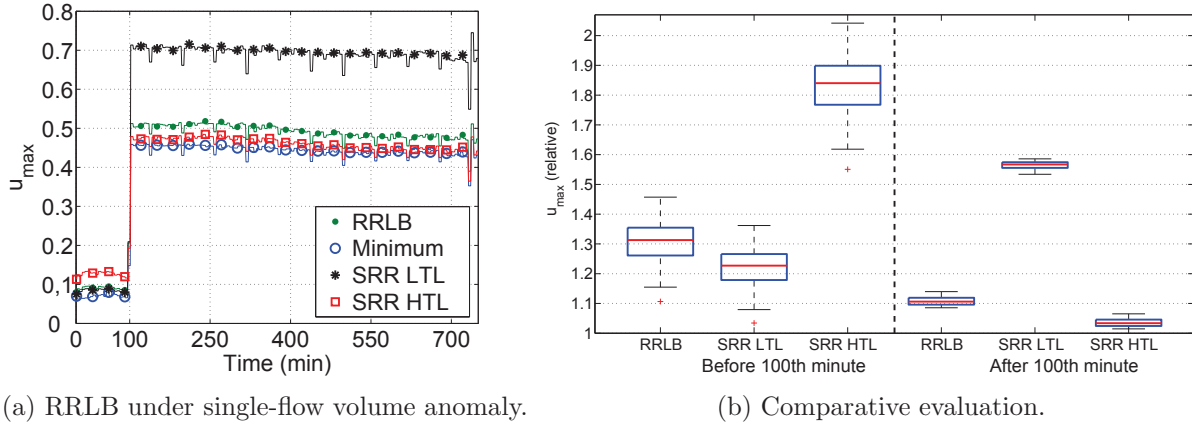 0.8
0.7
0.6
0.5
0.4
0.3
0.2
0.1
0
u_max
0 100 250 400 550 700
Time (min)
RRLB
Minimum
SRR LTL
SRR HTL
2
1.9
1.8
1.7
1.6
1.5
1.4
1.3
1.2
1.1
1
u_max (relative)
RRLB SRR LTL SRR HTL RRLB SRR LTL SRR HTL
Before 100th minute After 100th minute
(a) RRLB under single-flow volume anomaly.
(b) Comparative evaluation.